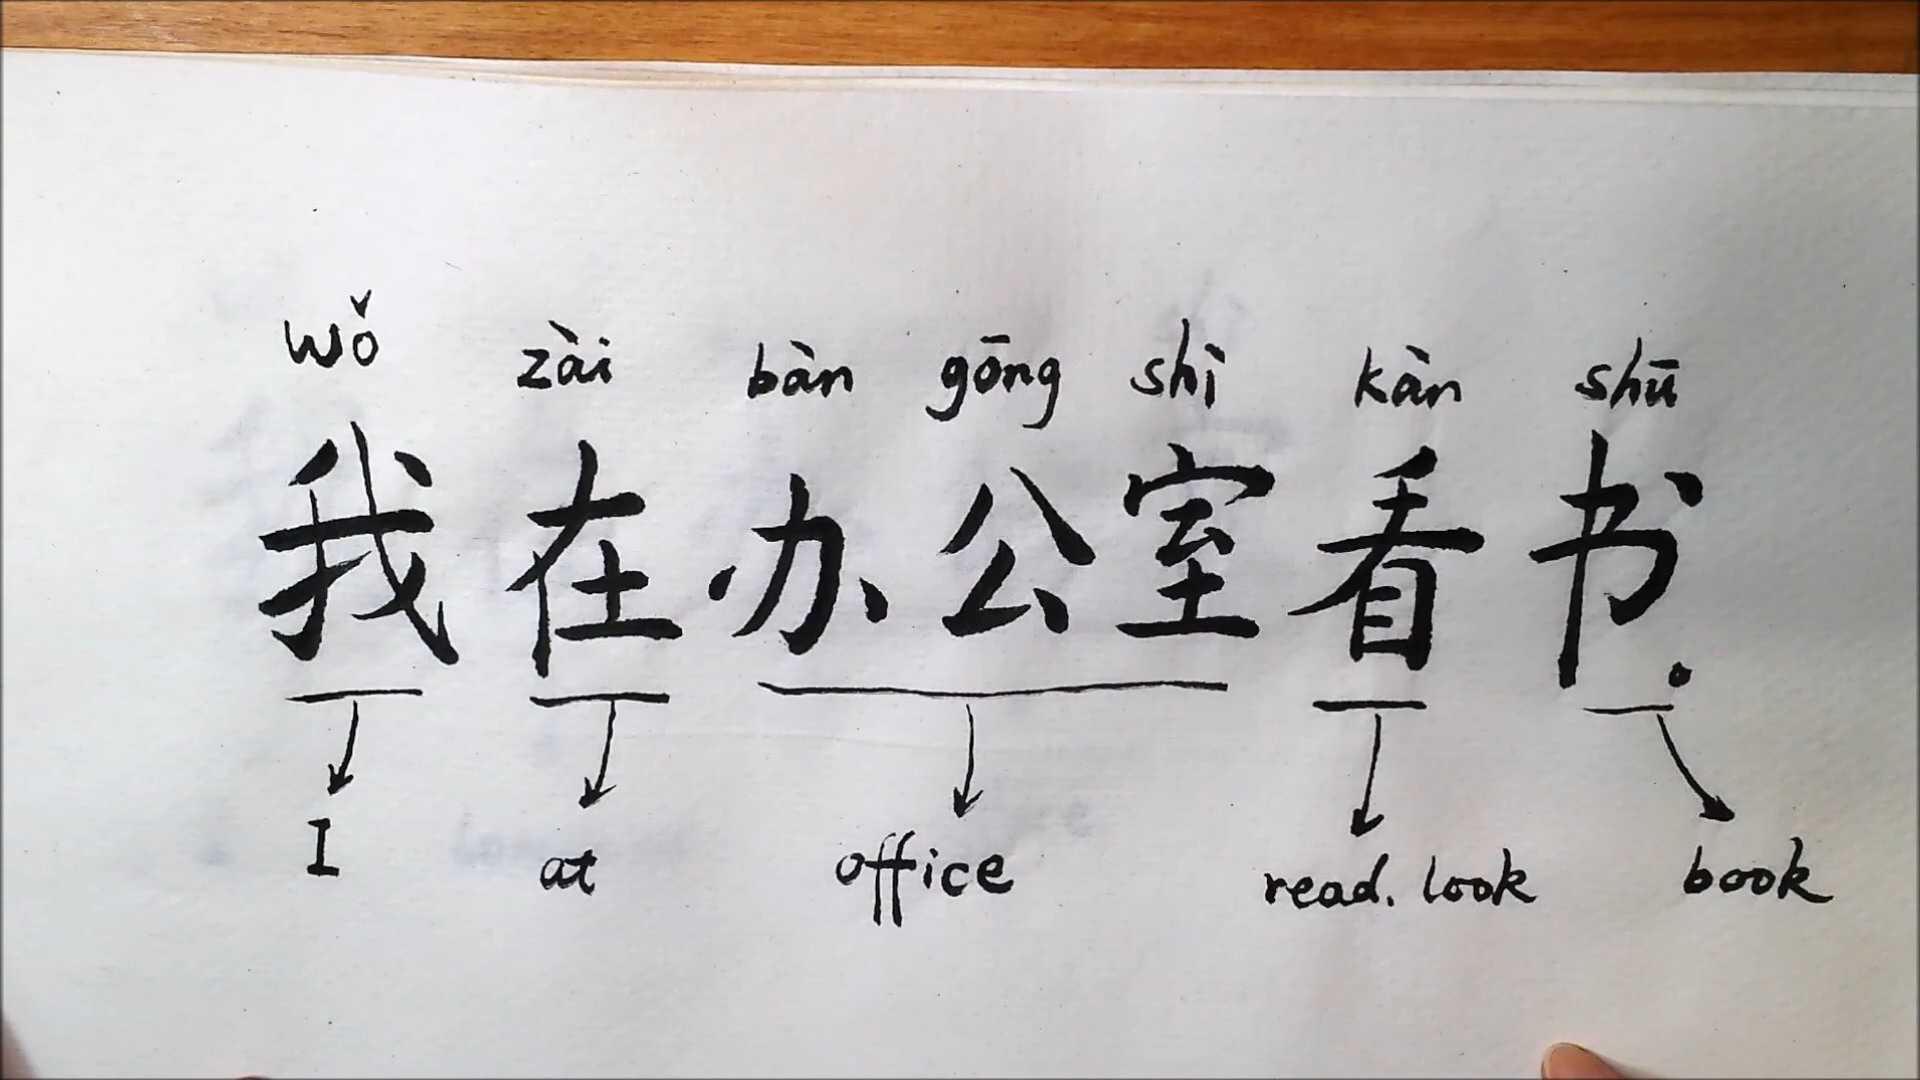 wǒ zài bàn gōng shì kàn shū
我在办公室看书.
I at office read. look book